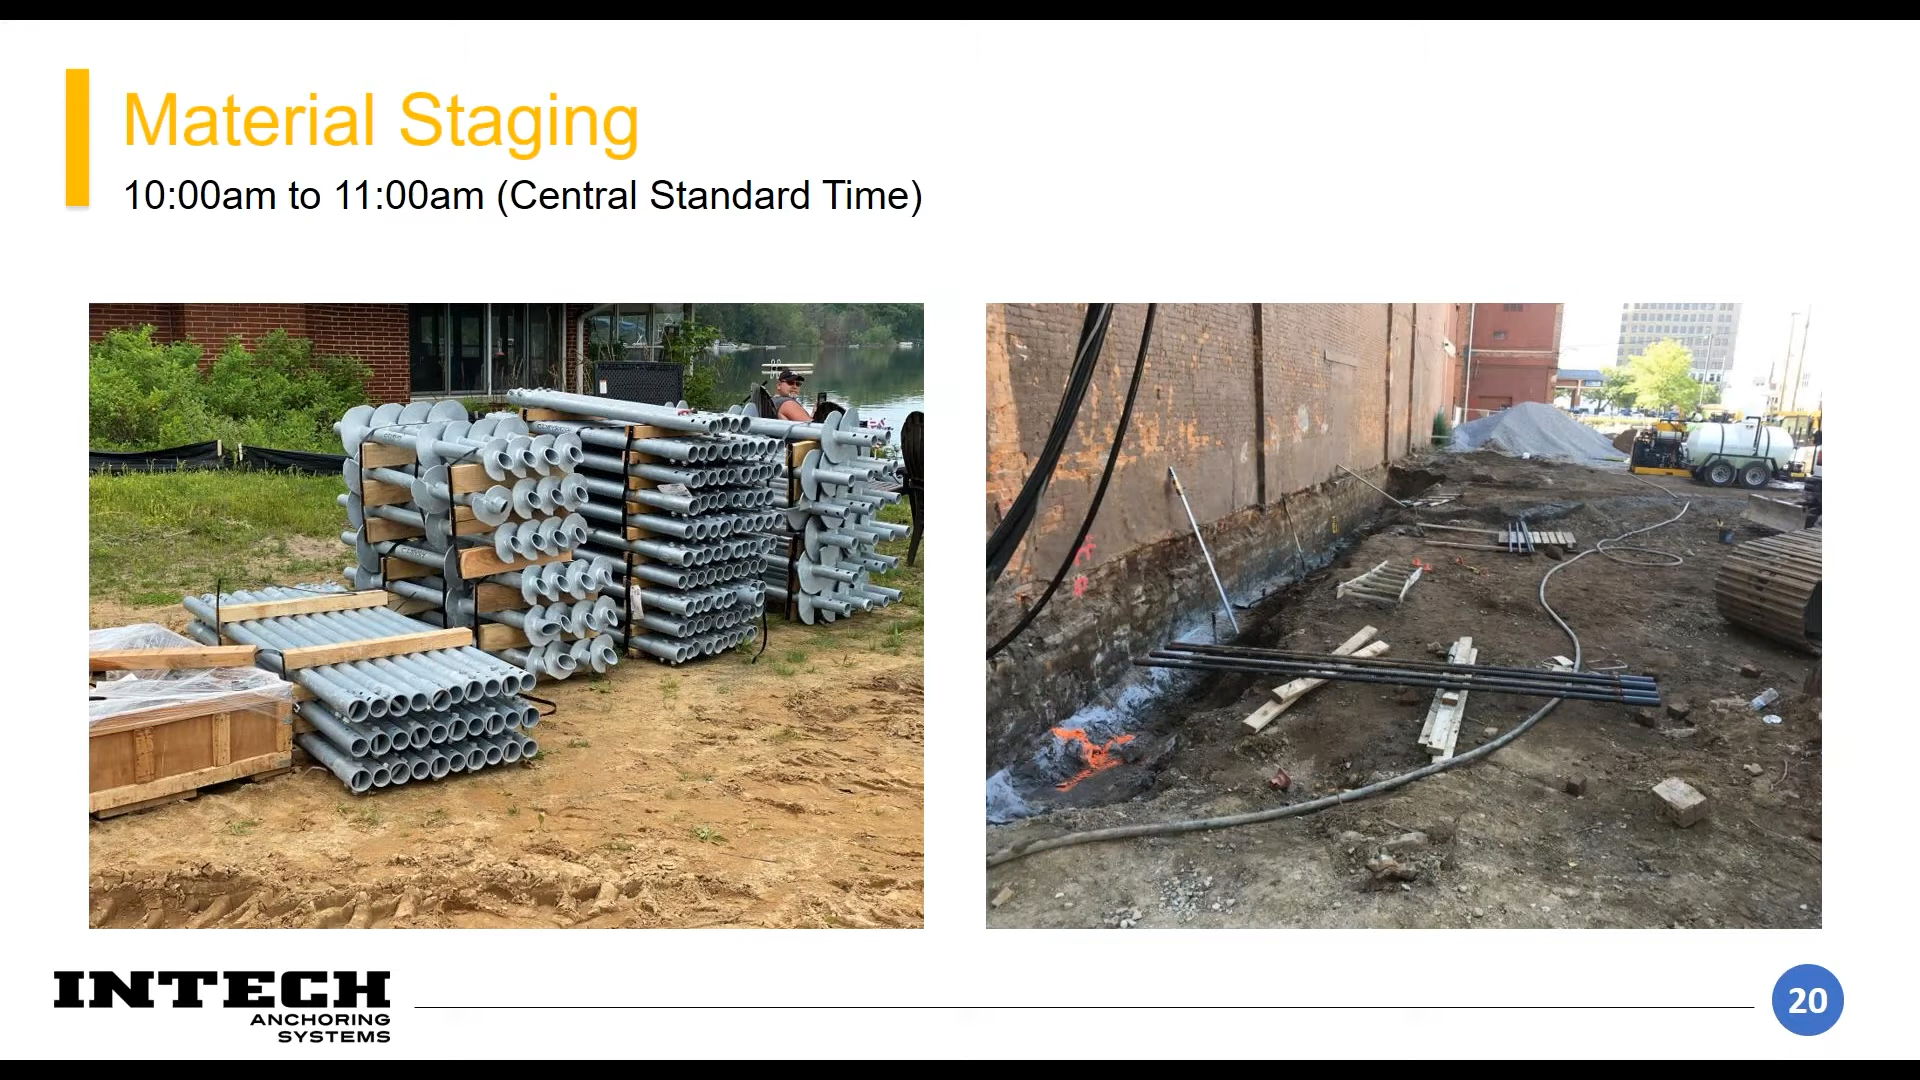 Material Staging
10:00am to 11:00am (Central Standard Time)
INTECH
ANCHORING
SYSTEMS
20